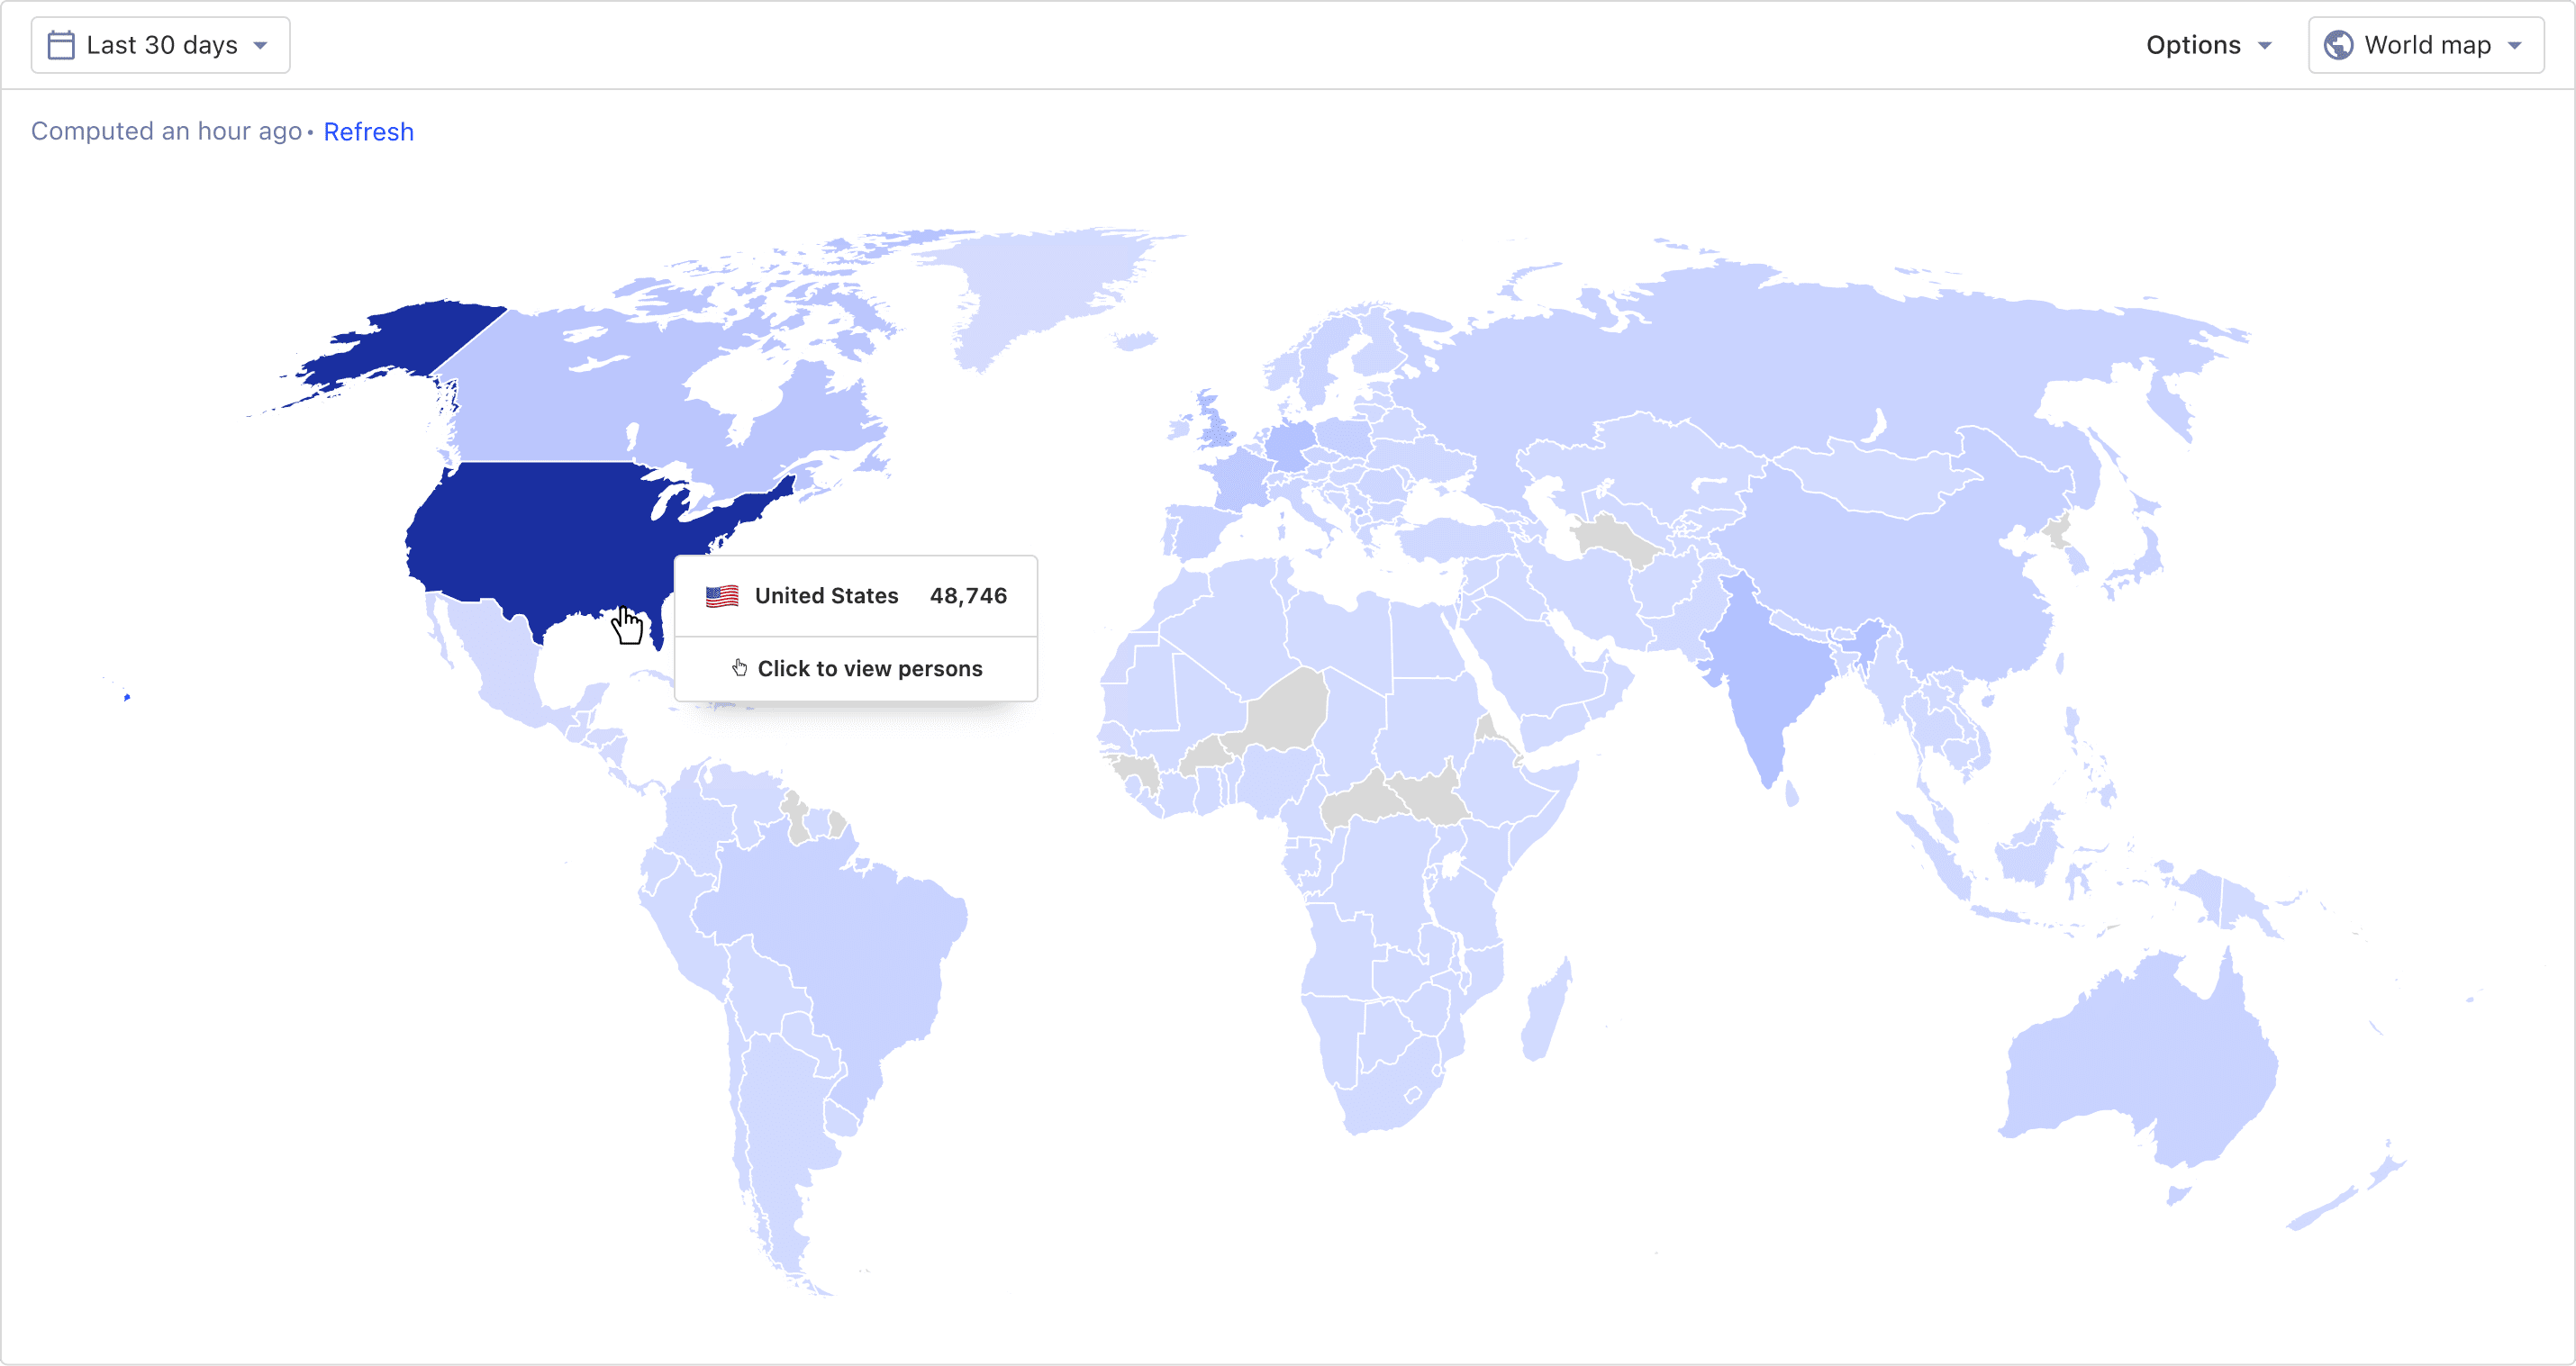 Last 30 days
Options
World map
Computed an hour ago • Refresh
United States 48,746
Click to view persons